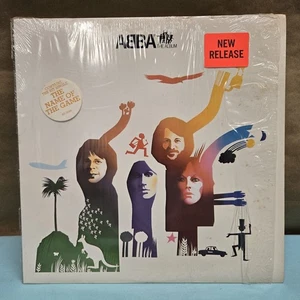 ABBA
THE ALBUM
NEW
RELEASE
THE
NAME OF
THE GAME